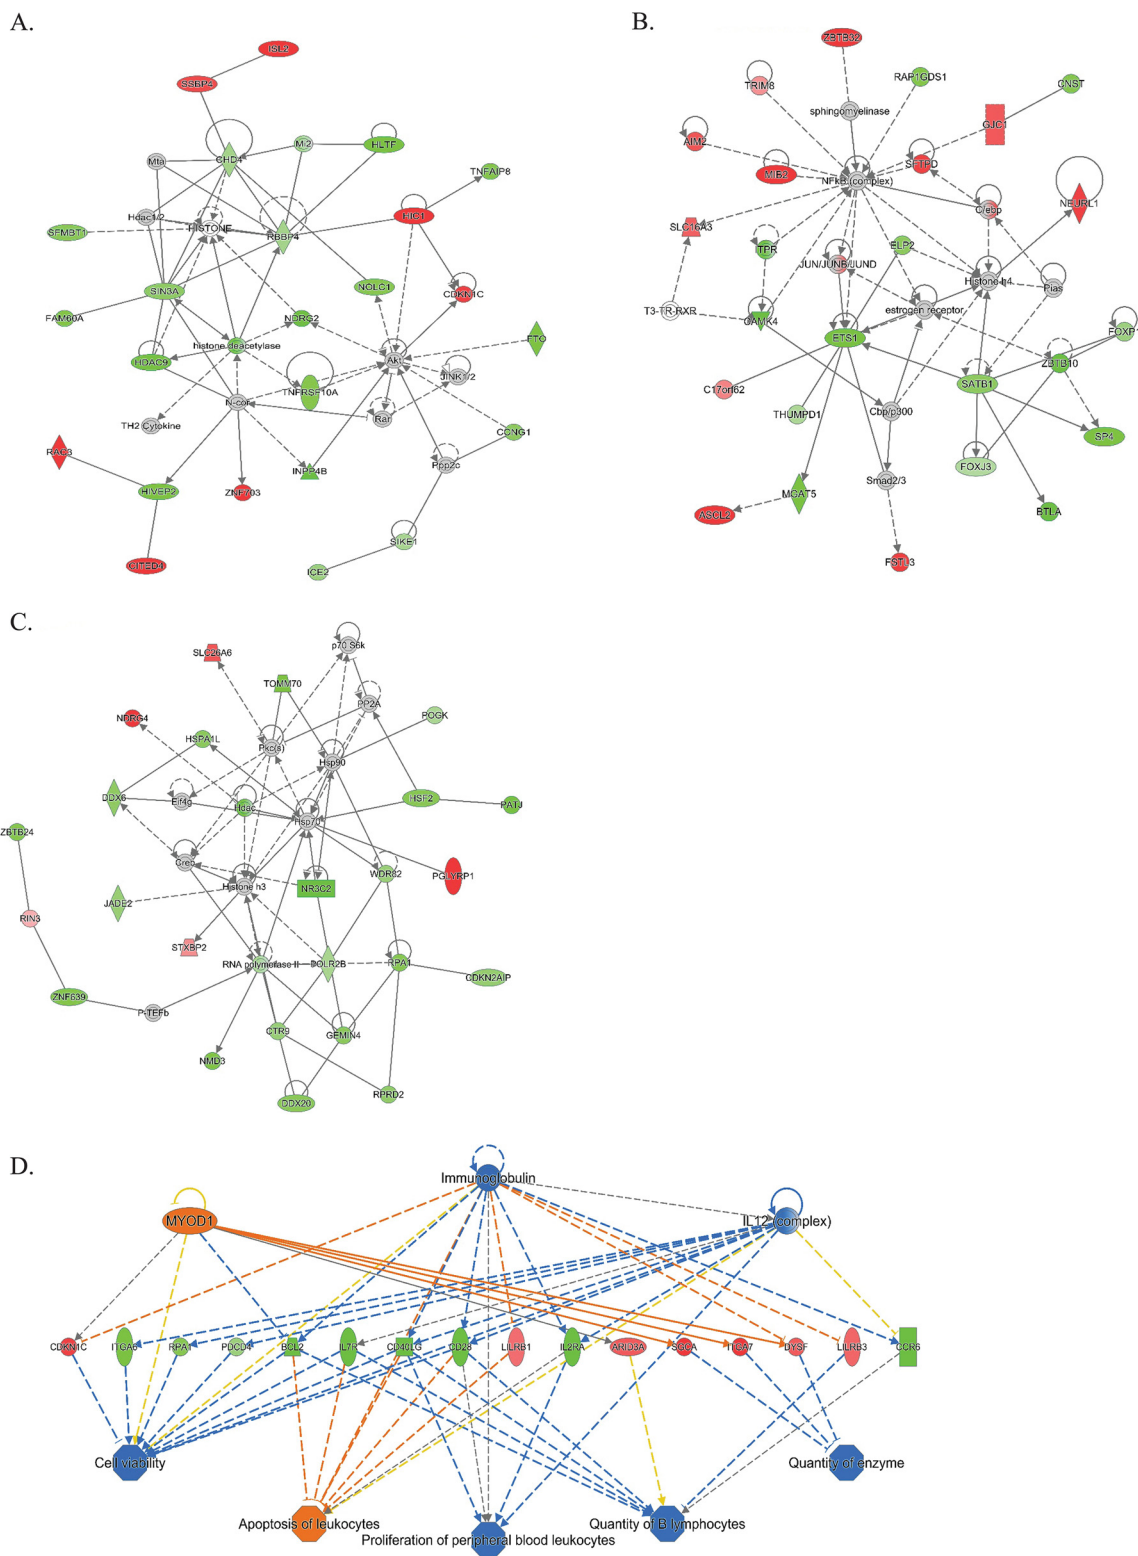 A.
ISL2
SSBP4
Mta
CHD4
Mi2
HLTF
TNFAIP8
Hdac1/2
HISTONE
RBBP4
HIC1
SFMBT1
SIN3A
NOLC1
CDKN1C
FAM60A
NDRG2
FTO
HDAC9
histone deacetylase
Akt
JINK1/2
TNFRSF10A
N-cor
Rar
TH2 Cytokine
CCNG1
RAC3
Ppp2c
INPP4B
HIVEP2
ZNF703
SIKE1
CITED4
ICE2
B.
ZBTB32
TRIM8
RAP1GDS1
CNST
sphingomyelinase
GJC1
AIM2
SFTPD
MIB2
NFkB (complex)
NEURL1
C/ebp
SLC16A3
TPR
ELP2
JUN/JUNB/JUND
Histone h4
Pias
T3-TR-RXR
CAMK4
estrogen receptor
FOXP1
ETS1
ZBTB10
C17orf62
SATB1
THUMPD1
Cbp/p300
SP4
FOXJ3
Smad2/3
MGAT5
BTLA
ASCL2
FSTL3
C.
SLC26A6
p70 S6k
TOMM70
PP2A
NDRG4
POGK
HSPA1L
Pkc(s)
Hsp90
DDX6
Eif4g
Hdac
HSF2
PATJ
Hsp70
ZBTB24
Creb
Histone h3
NR3C2
WDR82
PGLYRP1
JADE2
RIN3
STXBP2
RNA polymerase II
POLR2B
RPA1
CDKN2AIP
ZNF639
P-TEFb
CTR9
GEMIN4
NMD3
DDX20
RPRD2
D.
Immunoglobulin
MYOD1
IL12 (complex)
CDKN1C
ITGA6
RPA1
PDCD4
BCL2
IL7R
CD40LG
CD28
LILRB1
IL2RA
ARID3A
SGCA
ITGA7
DYSF
LILRB3
CCR6
Cell viability
Quantity of enzyme
Apoptosis of leukocytes
Quantity of B lymphocytes
Proliferation of peripheral blood leukocytes